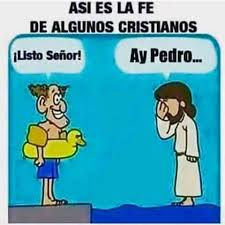 ASI ES LA FE
DE ALGUNOS CRISTIANOS
¡Listo Señor!
Ay Pedro...